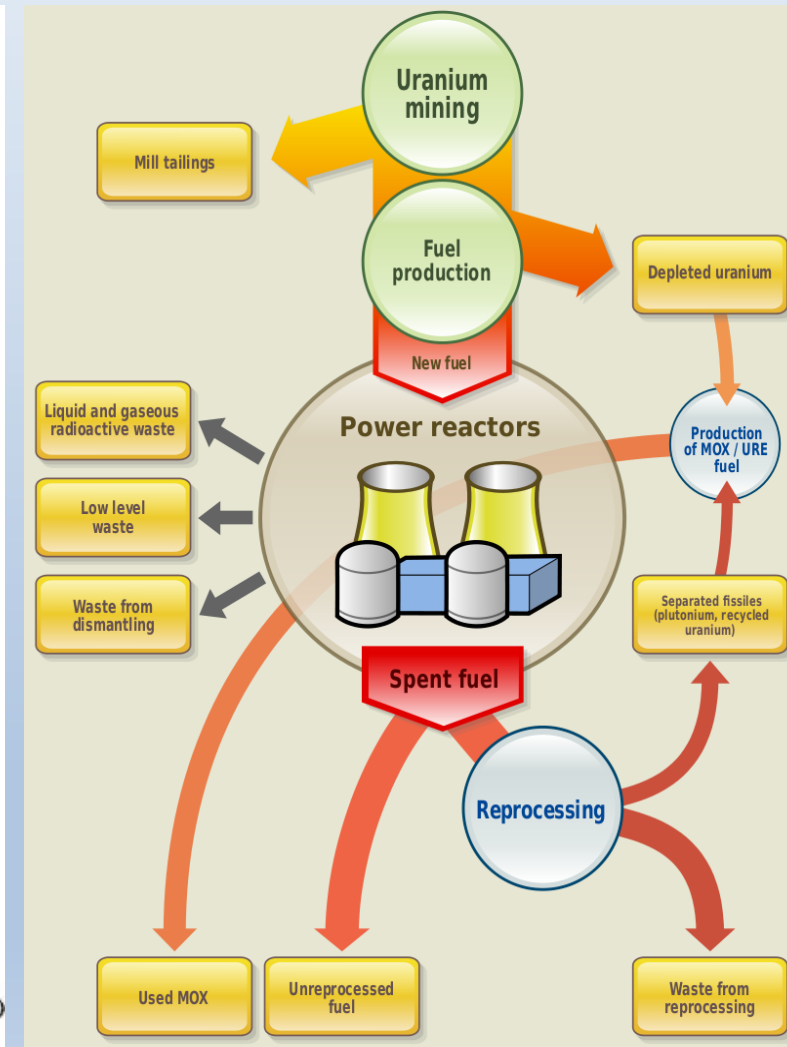 Uranium
mining
Mill tailings
Fuel
production
Depleted uranium
New fuel
Liquid and gaseous
radioactive waste
Power reactors
Production
of MOX / URE
fuel
Low level
waste
Waste from
dismantling
Separated fissiles
(plutonium, recycled
uranium)
Spent fuel
Reprocessing
Used MOX
Unreprocessed
fuel
Waste from
reprocessing